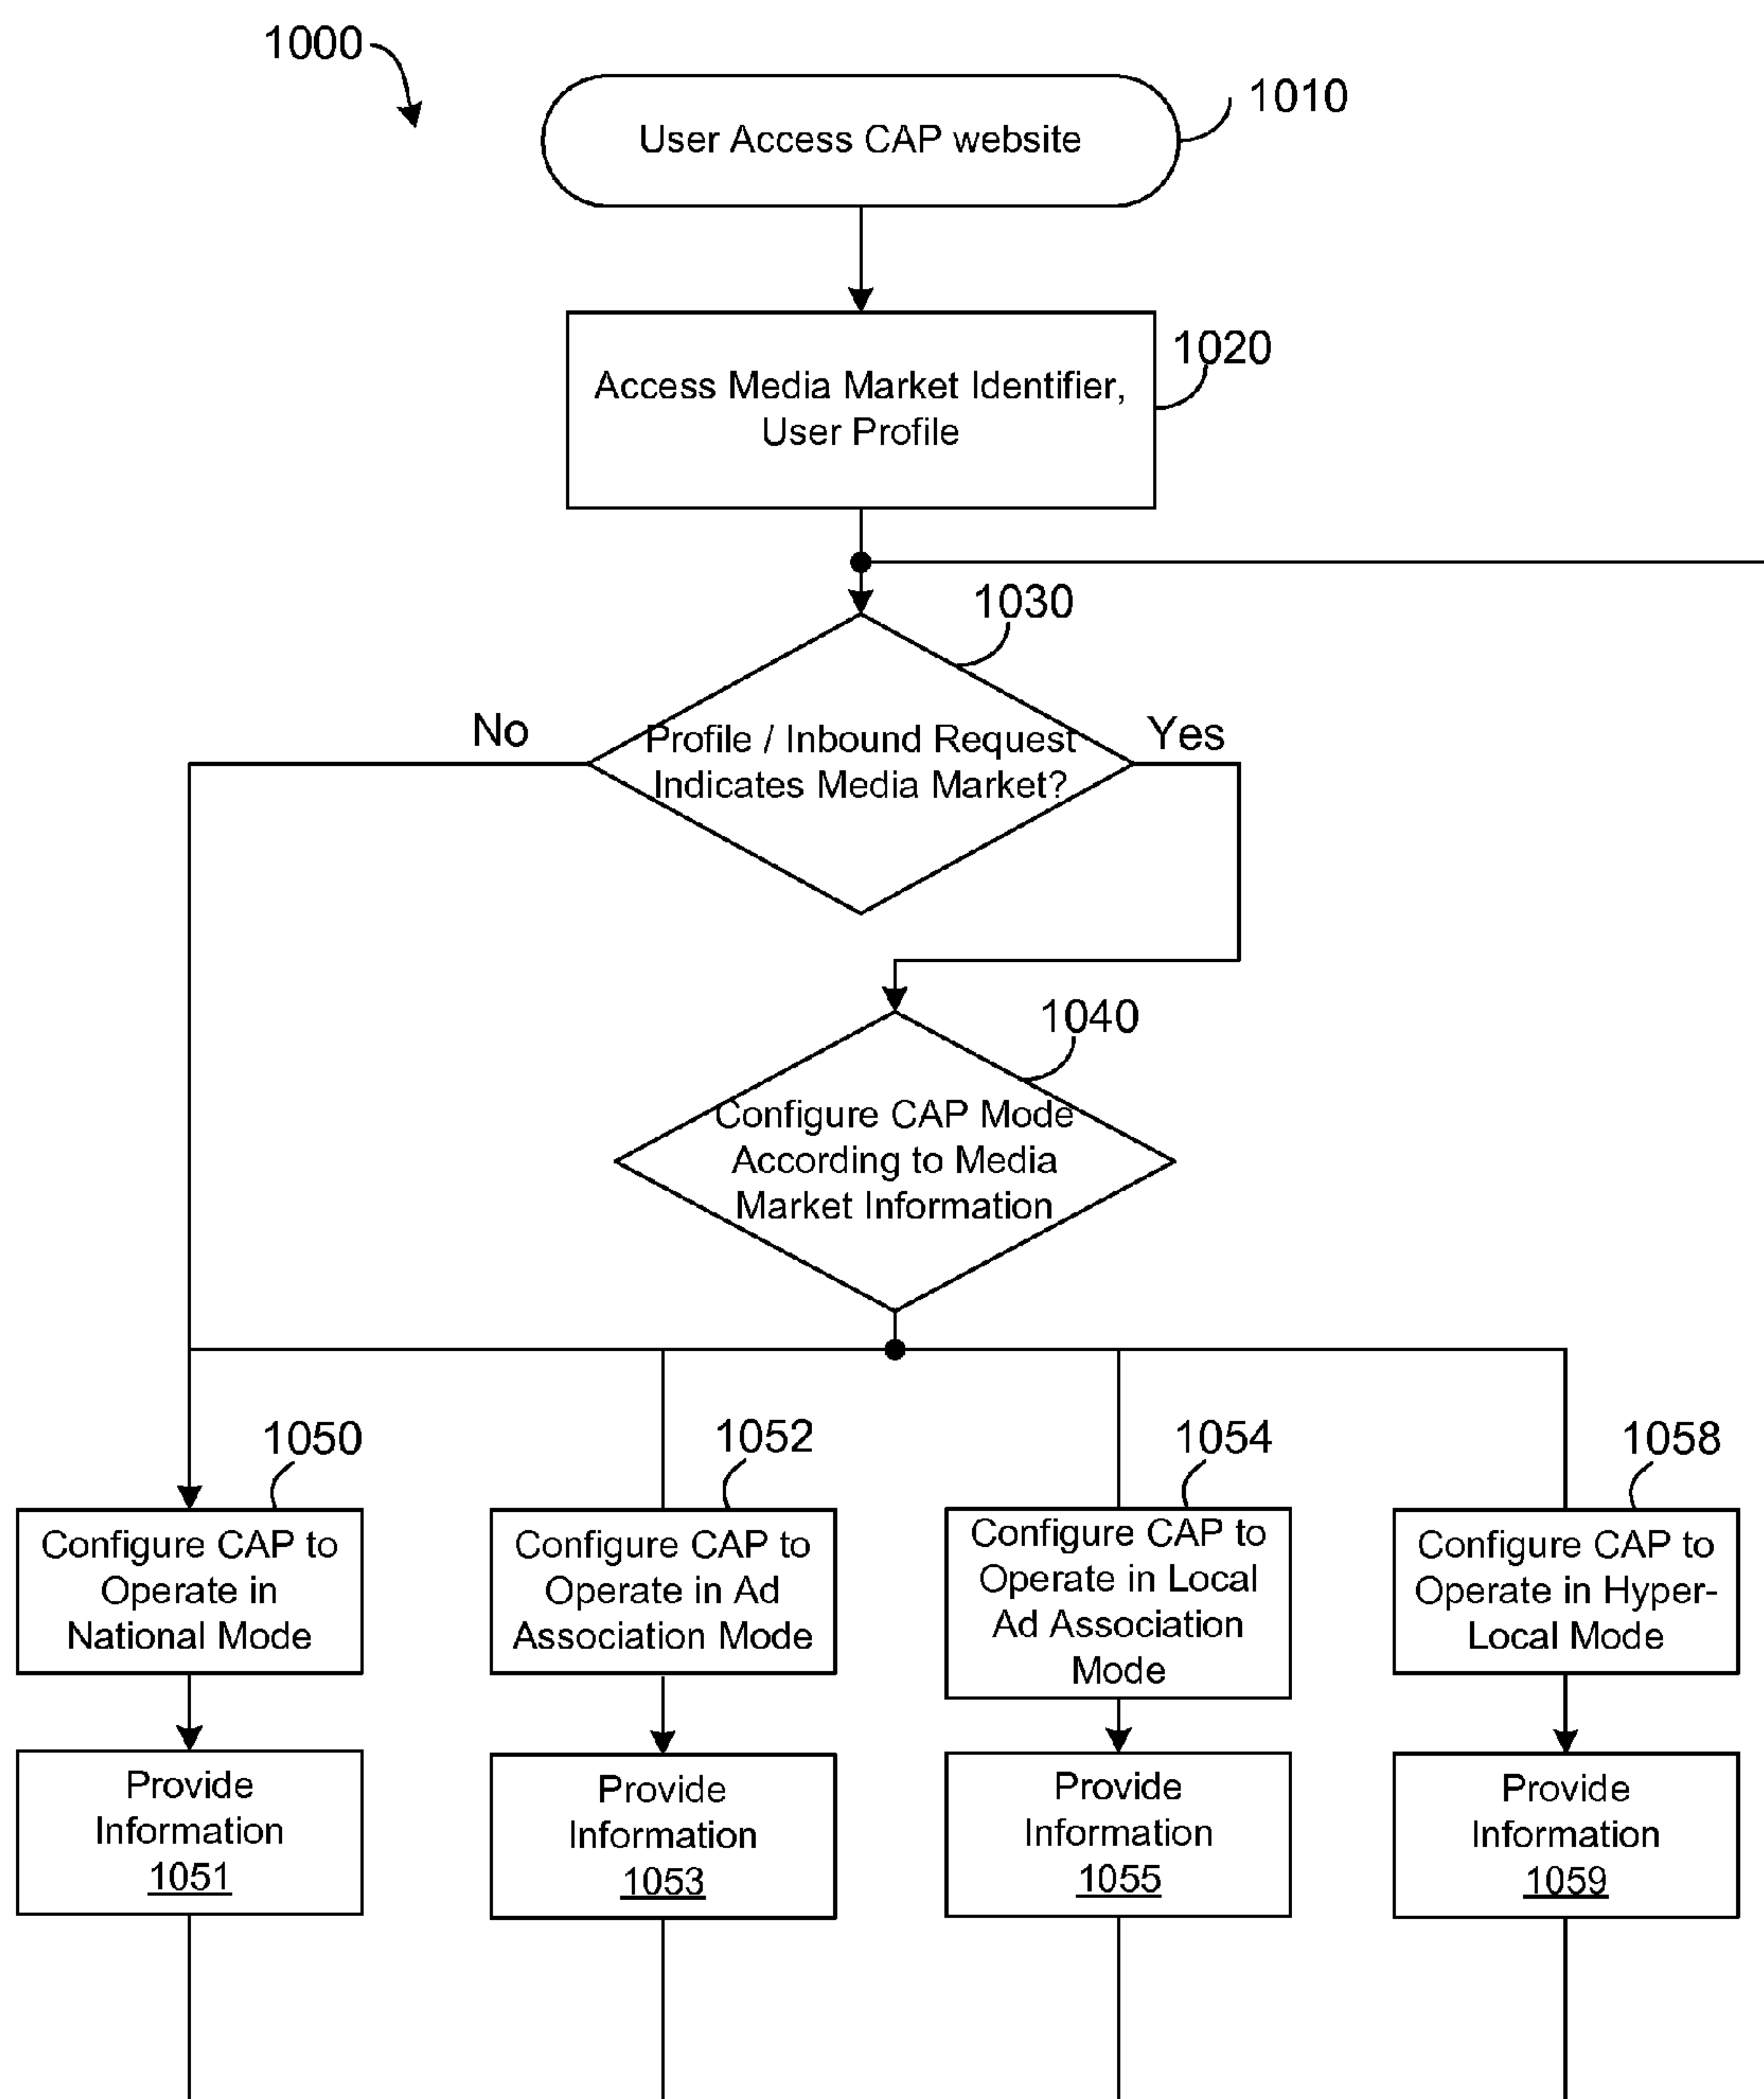 1000
1010
User Access CAP website
1020
Access Media Market Identifier,
User Profile
1030
No
Yes
Profile / Inbound Request
Indicates Media Market?
1040
Configure CAP Mode
According to Media
Market Information
1050
1052
1054
1058
Configure CAP to
Operate in
National Mode
Configure CAP to
Operate in Ad
Association Mode
Configure CAP to
Operate in Local
Ad Association
Mode
Configure CAP to
Operate in Hyper-
Local Mode
Provide
Information
1051
Provide
Information
1053
Provide
Information
1055
Provide
Information
1059